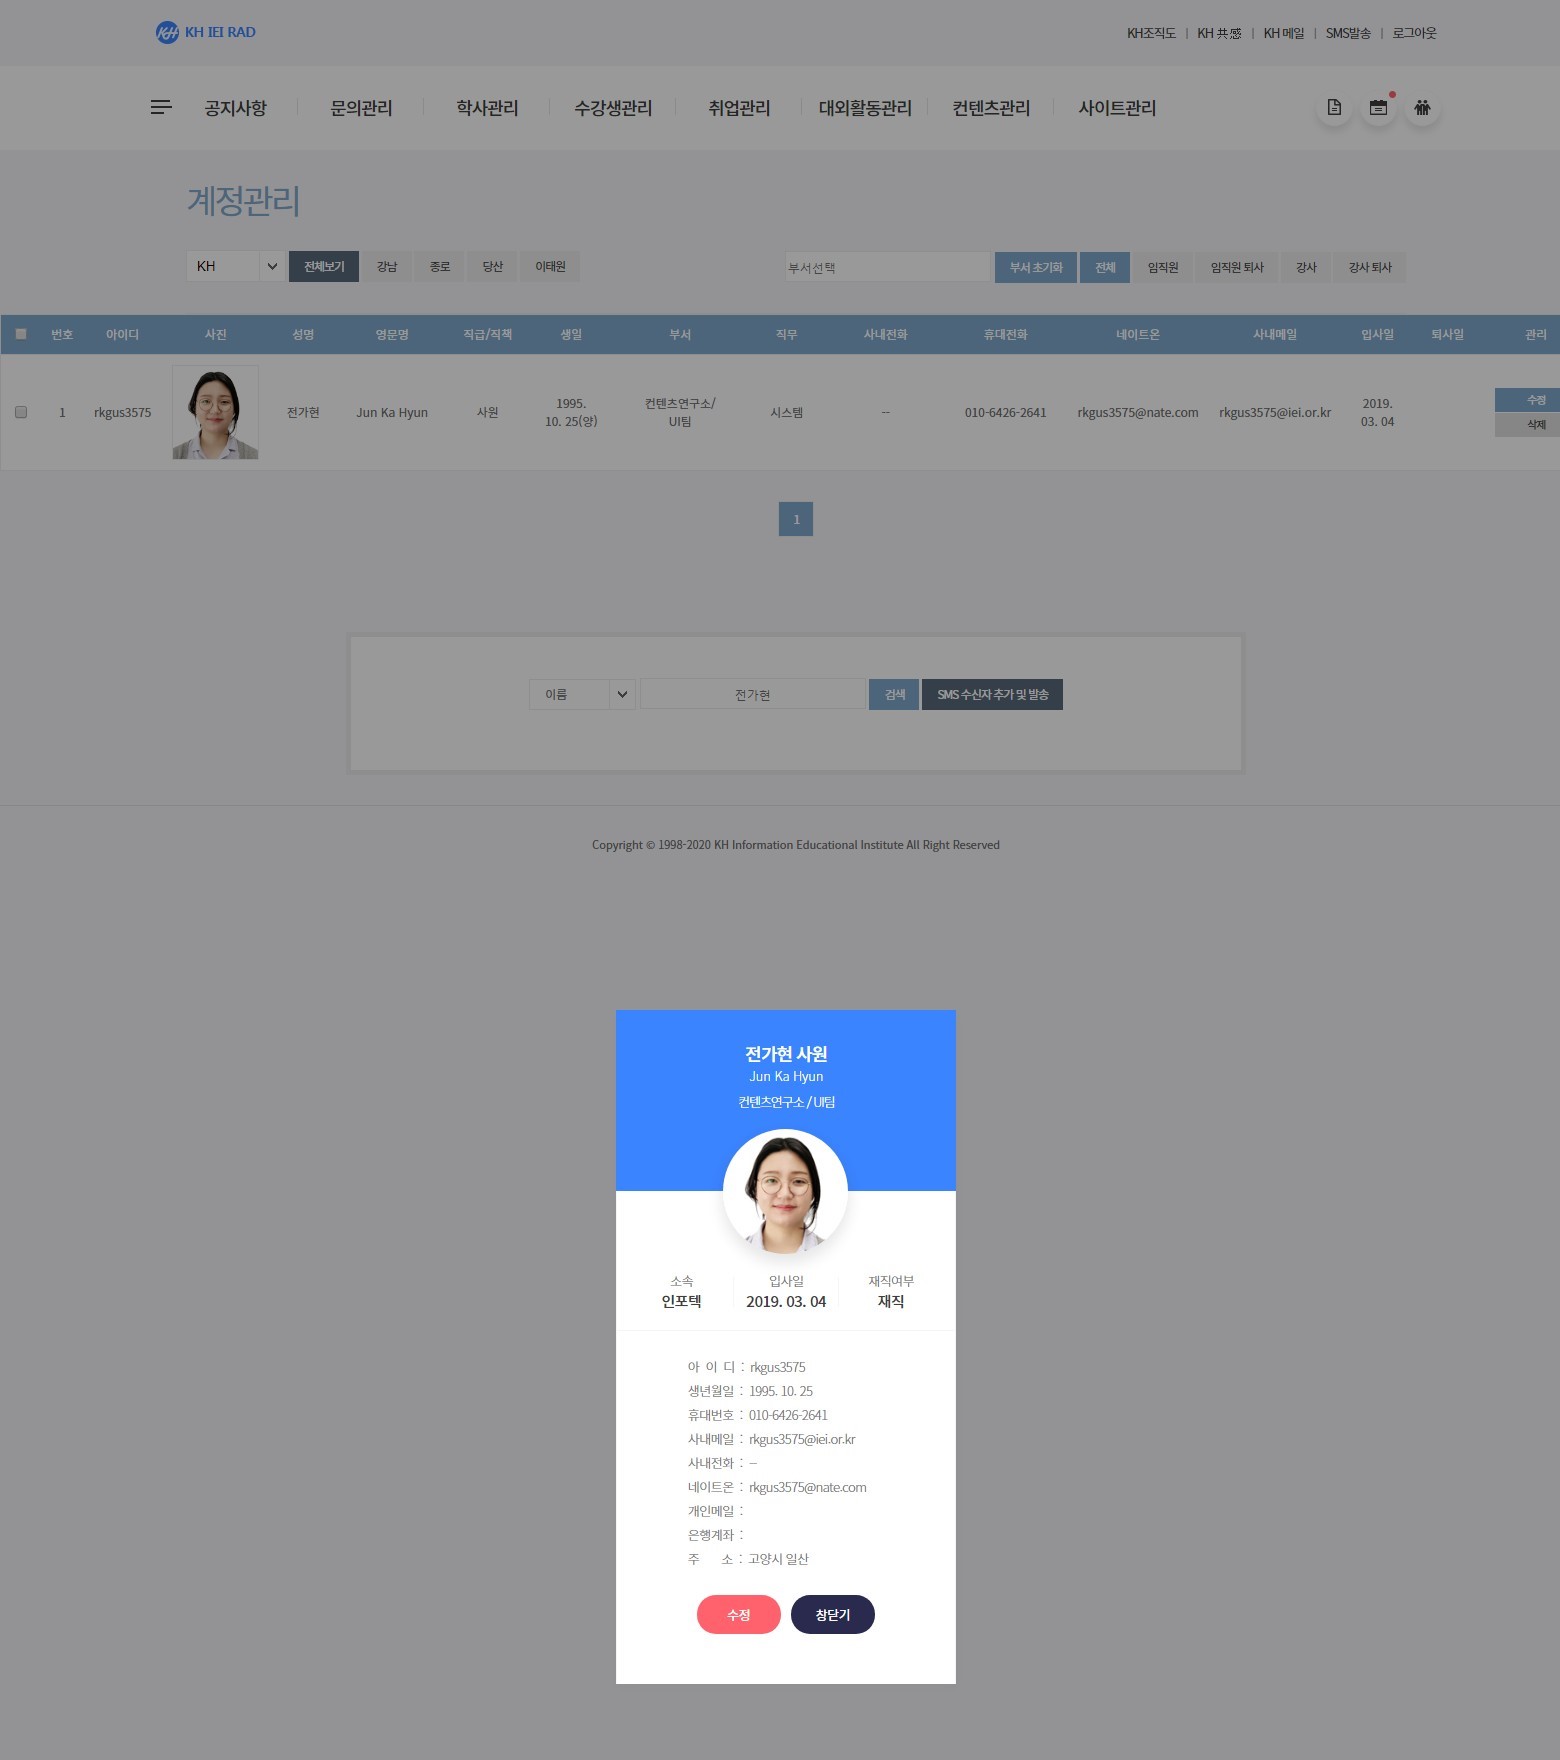 KH KH IEI RAD
KH조직도 | KH 共感 | KH 메일 | SMS발송 | 로그아웃
공지사항 문의관리 학사관리 수강생관리 취업관리 대외활동관리 컨텐츠관리 사이트관리
계정관리
KH 전체보기 강남 종로 당산 이태원 부서선택 부서 초기화 전체 임직원 임직원 퇴사 강사 강사 퇴사
번호 아이디 사진 성명 영문명 직급/직책 생일 부서 직무 사내전화 휴대전화 네이트온 사내메일 입사일 퇴사일 관리
1 rkgus3575 전가현 Jun Ka Hyun 사원 1995. 10. 25(양) 컨텐츠연구소/ UI팀 시스템 -- 010-6426-2641 rkgus3575@nate.com rkgus3575@iei.or.kr 2019. 03. 04 수정 삭제
1
이름 전가현 검색 SMS 수신자 추가 및 발송
Copyright © 1998-2020 KH Information Educational Institute All Right Reserved
전가현 사원
Jun Ka Hyun
컨텐츠연구소 / UI팀
소속 입사일 재직여부
인포텍 2019. 03. 04 재직
아 이 디 : rkgus3575
생년월일 : 1995. 10. 25
휴대번호 : 010-6426-2641
사내메일 : rkgus3575@iei.or.kr
사내전화 : --
네이트온 : rkgus3575@nate.com
개인메일 :
은행계좌 :
주 소 : 고양시 일산
수정 창닫기